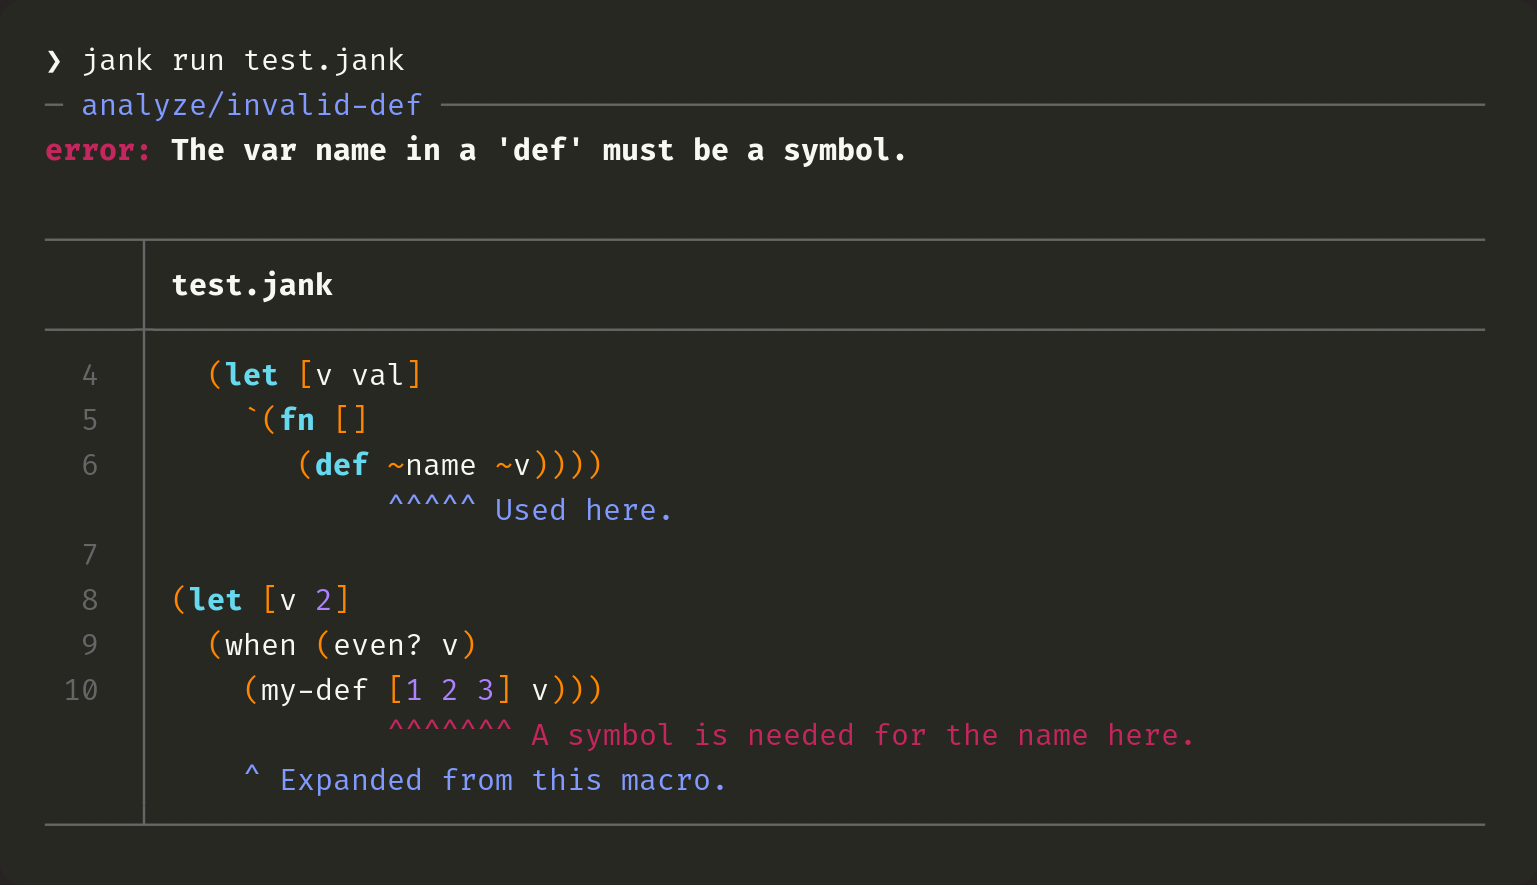 ❯ jank run test.jank
─ analyze/invalid-def ─
error: The var name in a 'def' must be a symbol.
test.jank
4 (let [v val]
5 `(fn []
6 (def ~name ~v))))
^^^^^ Used here.
7
8 (let [v 2]
9 (when (even? v)
10 (my-def [1 2 3] v)))
^^^^^^^ A symbol is needed for the name here.
^ Expanded from this macro.